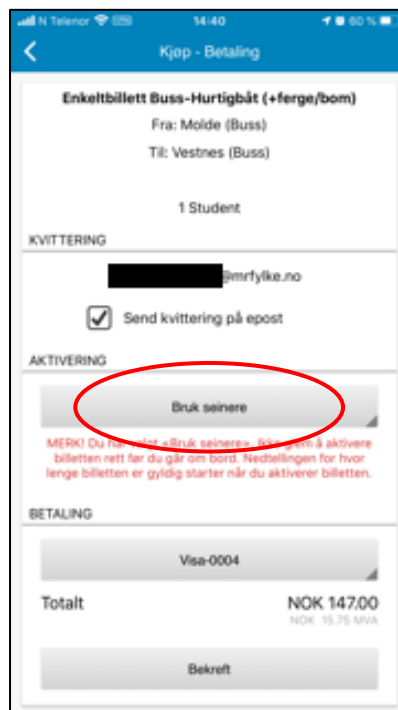 N Telenor 14:40 60 %
Kjøp - Betaling
Enkeltbillett Buss-Hurtigbåt (+ferge/bom)
Fra: Molde (Buss)
Til: Vestnes (Buss)
1 Student
KVITTERING
@mrfylke.no
Send kvittering på epost
AKTIVERING
Bruk seinere
MERK! Du har valgt «Bruk seinere». Ikke glem å aktivere
billetten rett før du går om bord. Nedtellingen for hvor
lenge billetten er gyldig starter når du aktiverer billetten.
BETALING
Visa-0004
Totalt NOK 147.00
NOK 15.75 MVA
Bekreft